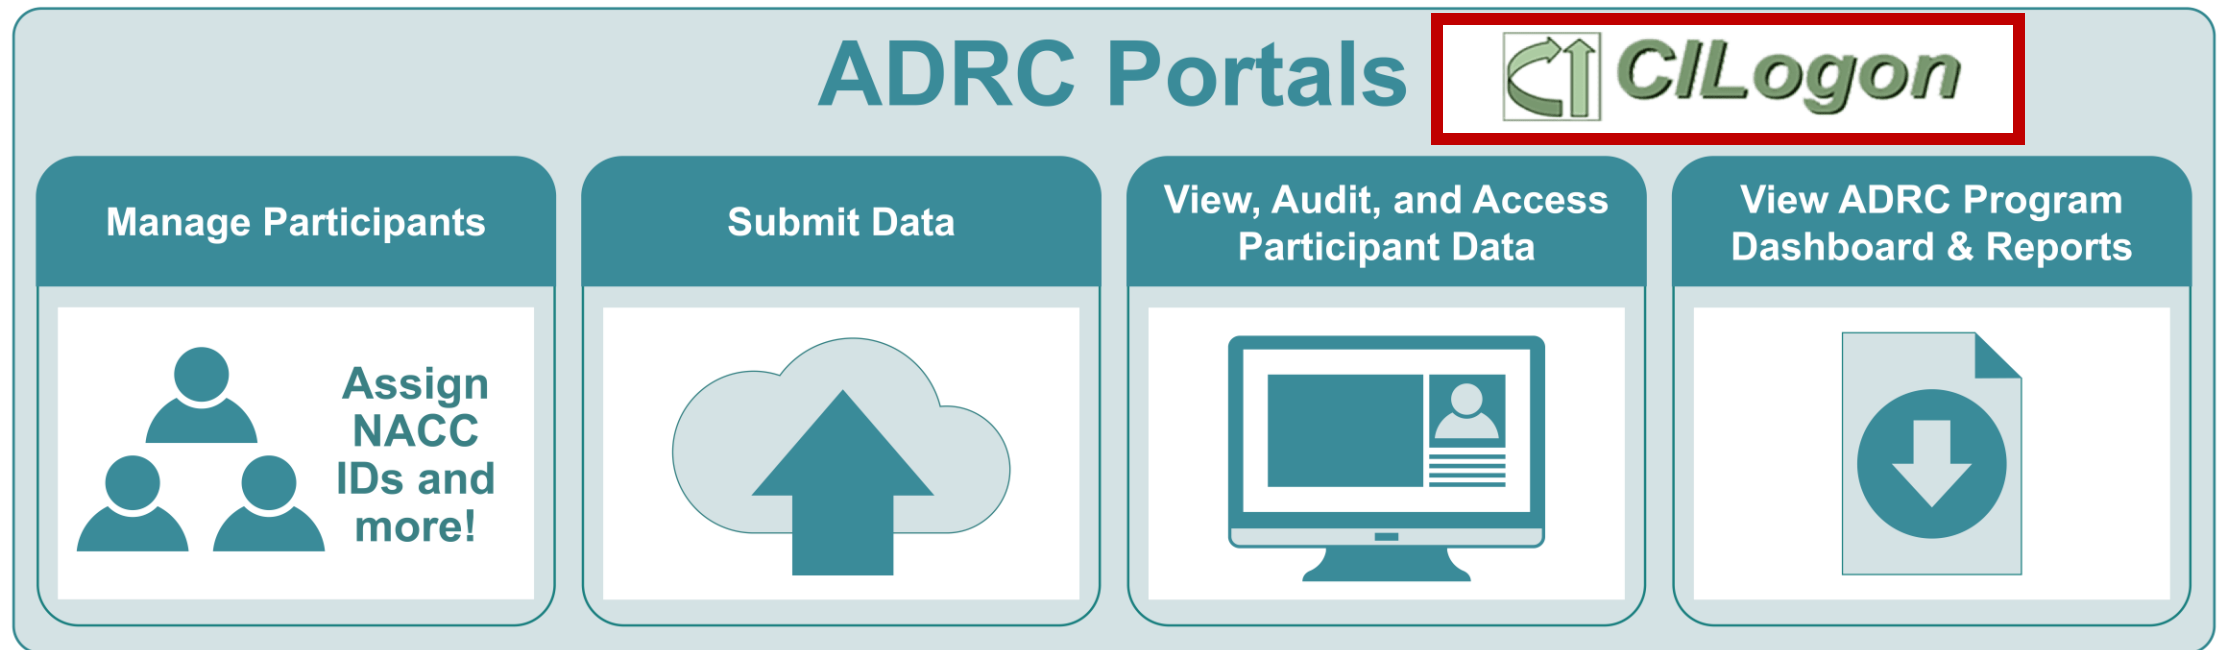 ADRC Portals
CILogon
Manage Participants
Submit Data
View, Audit, and Access
Participant Data
View ADRC Program
Dashboard & Reports
Assign
NACC
IDs and
more!